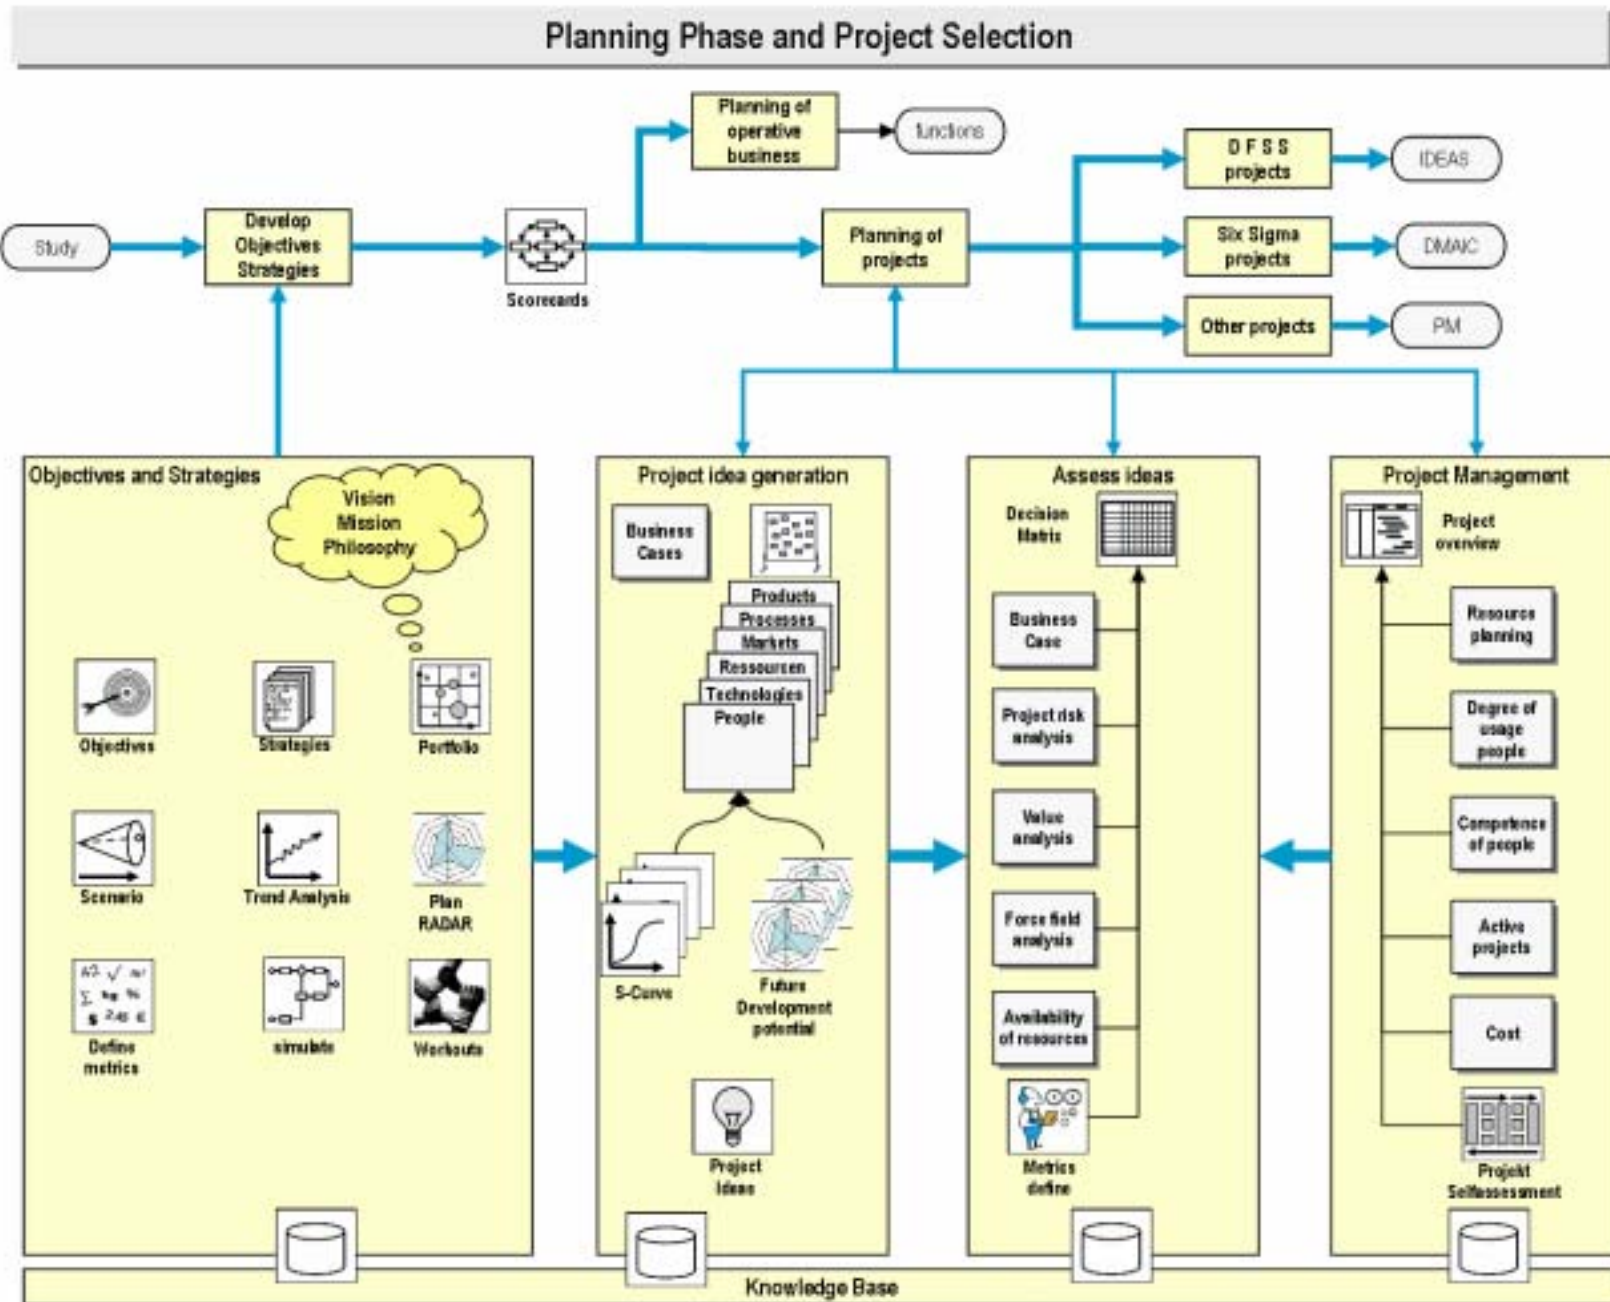 Planning Phase and Project Selection
Planning of
operative
business
functions
D F S S
projects
IDEAS
Study
Develop
Objectives
Strategies
Scorecards
Planning of
projects
Six Sigma
projects
DMAIC
Other projects
PM
Objectives and Strategies
Vision
Mission
Philosophy
Objectives
Strategies
Portfolio
Scenario
Trend Analysis
Plan
RADAR
Define
metrics
simulate
Workouts
Project idea generation
Business
Cases
Products
Processes
Markets
Ressourcen
Technologies
People
S-Curve
Future
Development
potential
Project
Ideas
Assess ideas
Decision
Matrix
Business
Case
Project risk
analysis
Value
analysis
Force field
analysis
Availability
of resources
Metrics
define
Project Management
Project
overview
Resource
planning
Degree of
usage
people
Competence
of people
Active
projects
Cost
Projekt
Selfassessment
Knowledge Base